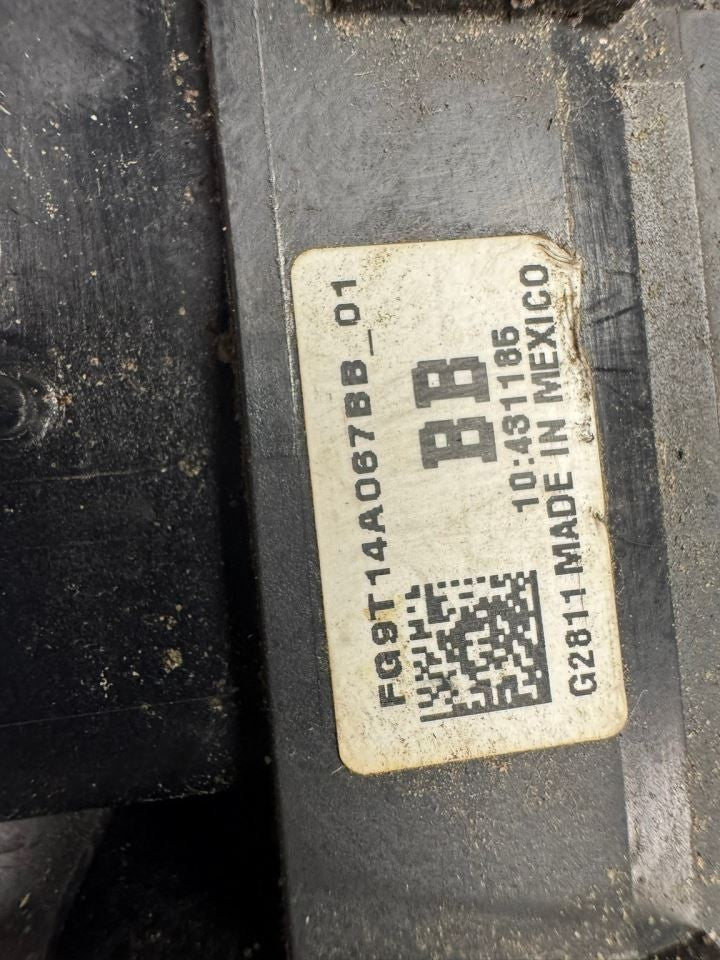 FG9T14A067BB_01
BB
10:431185
G2811 MADE IN MEXICO